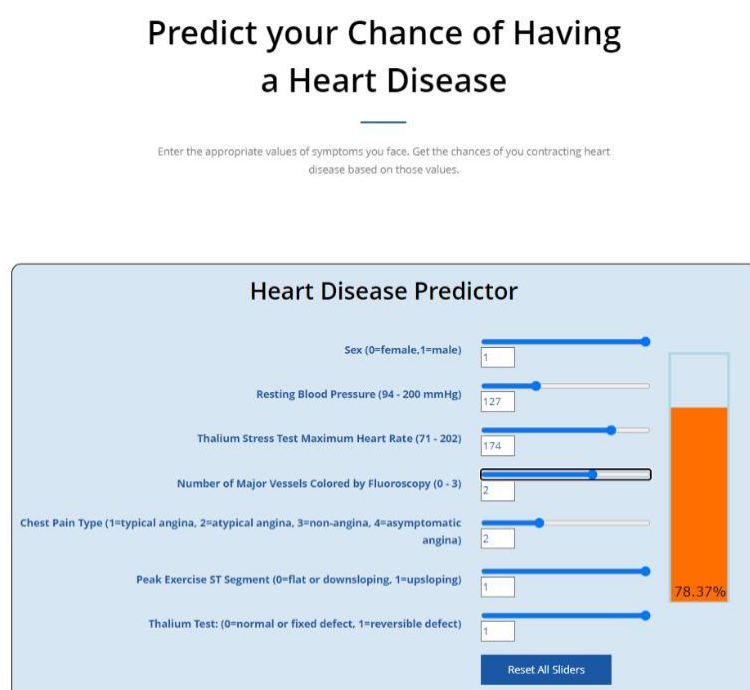 Predict your Chance of Having
a Heart Disease
Enter the appropriate values of symptoms you face. Get the chances of you contracting heart
disease based on those values.
Heart Disease Predictor
Sex (0=female,1=male)
1
Resting Blood Pressure (94 - 200 mmHg)
127
Thalium Stress Test Maximum Heart Rate (71 - 202)
174
Number of Major Vessels Colored by Fluoroscopy (0 - 3)
2
Chest Pain Type (1=typical angina, 2=atypical angina, 3=non-angina, 4=asymptomatic
angina)
2
Peak Exercise ST Segment (0=flat or downsloping, 1=upsloping)
1
78.37%
Thalium Test: (0=normal or fixed defect, 1=reversible defect)
1
Reset All Sliders